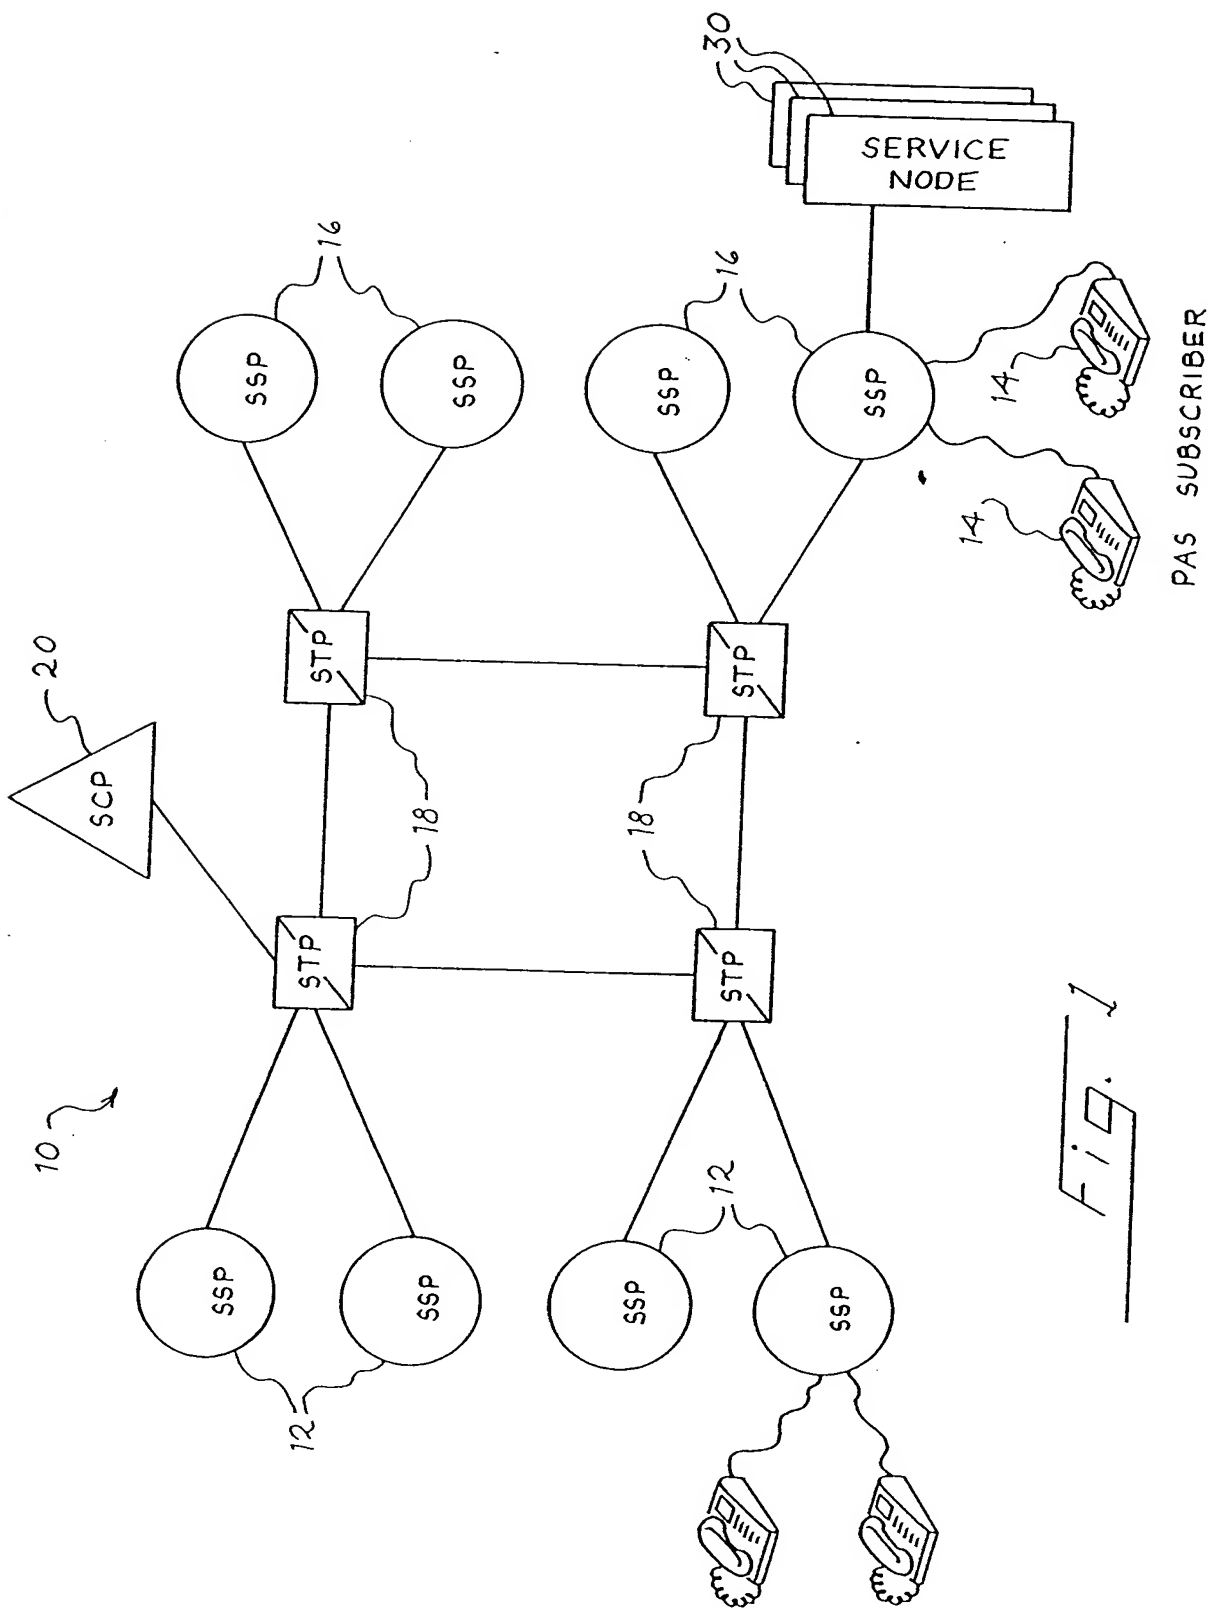 10
20
SCP
SSP
SSP
12
STP
STP
16
SSP
18
SSP
SSP
18
SSP
12
STP
STP
16
30
SSP
SSP
SERVICE
NODE
14
14
PAS SUBSCRIBER
Fig. 1